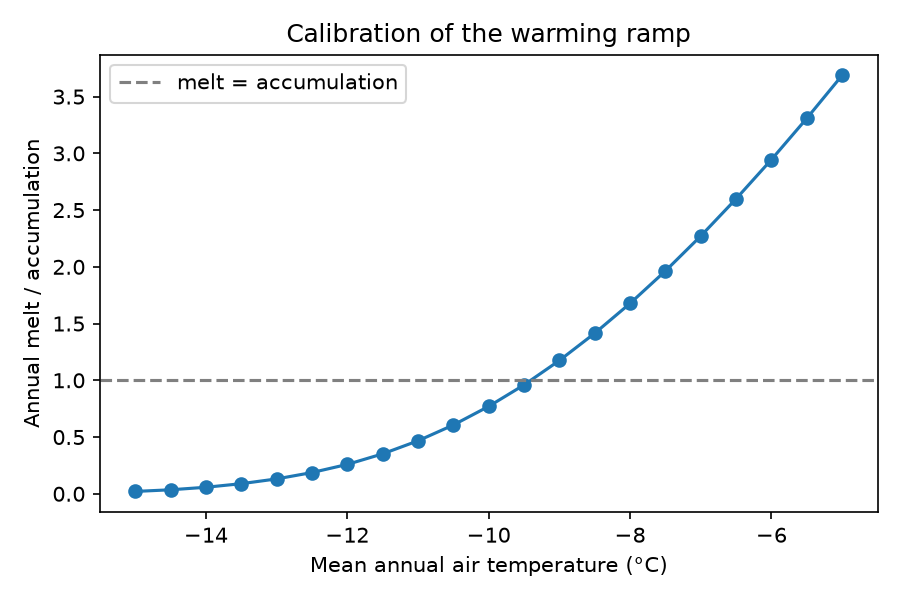 Calibration of the warming ramp
melt = accumulation
Annual melt / accumulation
3.5
3.0
2.5
2.0
1.5
1.0
0.5
0.0
−14 −12 −10 −8 −6
Mean annual air temperature (°C)